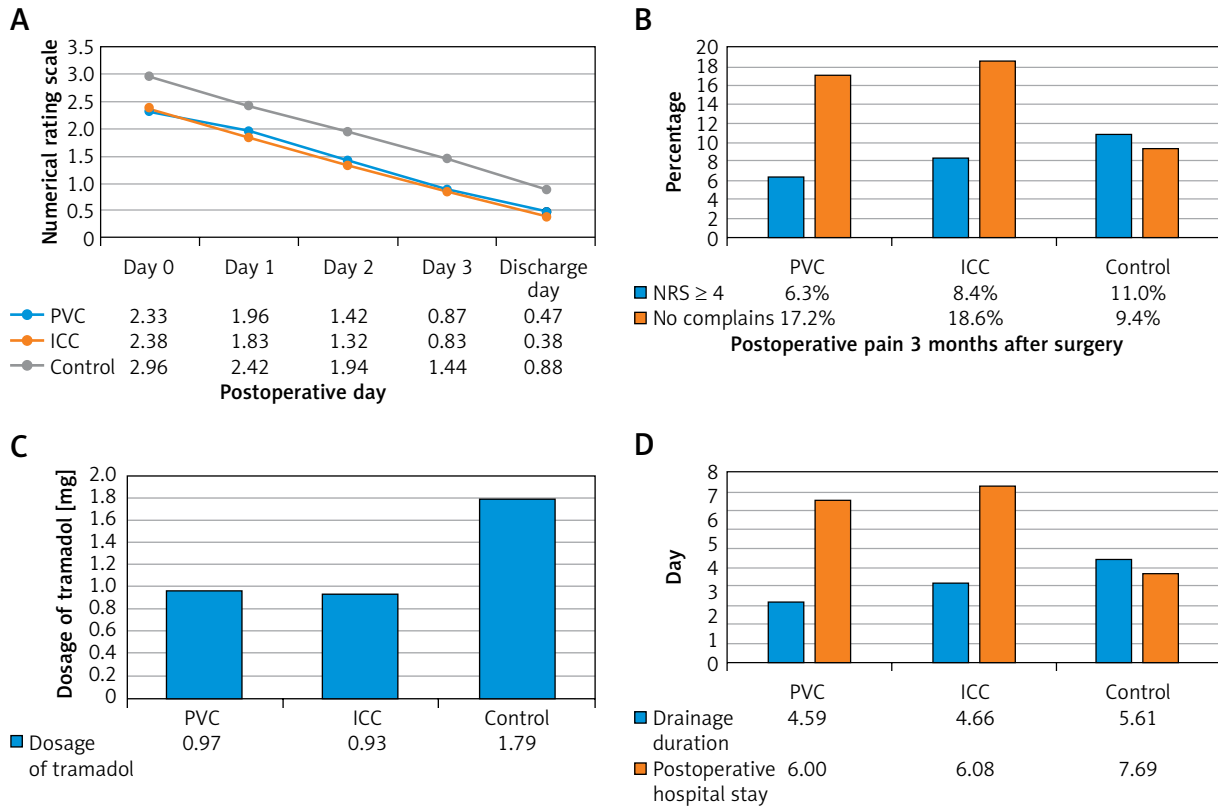 A
Numerical rating scale
3.5
3.0
2.5
2.0
1.5
1.0
0.5
0
Day 0 Day 1 Day 2 Day 3 Discharge
day
PVC 2.33 1.96 1.42 0.87 0.47
ICC 2.38 1.83 1.32 0.83 0.38
Control 2.96 2.42 1.94 1.44 0.88
Postoperative day
B
Percentage
20
18
16
14
12
10
8
6
4
2
0
PVC ICC Control
NRS ≥ 4 6.3% 8.4% 11.0%
No complains 17.2% 18.6% 9.4%
Postoperative pain 3 months after surgery
C
Dosage of tramadol [mg]
2.0
1.8
1.6
1.4
1.2
1.0
0.8
0.6
0.4
0.2
0
PVC ICC Control
Dosage 0.97 0.93 1.79
of tramadol
D
Day
8
7
6
5
4
3
2
1
0
PVC ICC Control
Drainage 4.59 4.66 5.61
duration
Postoperative 6.00 6.08 7.69
hospital stay